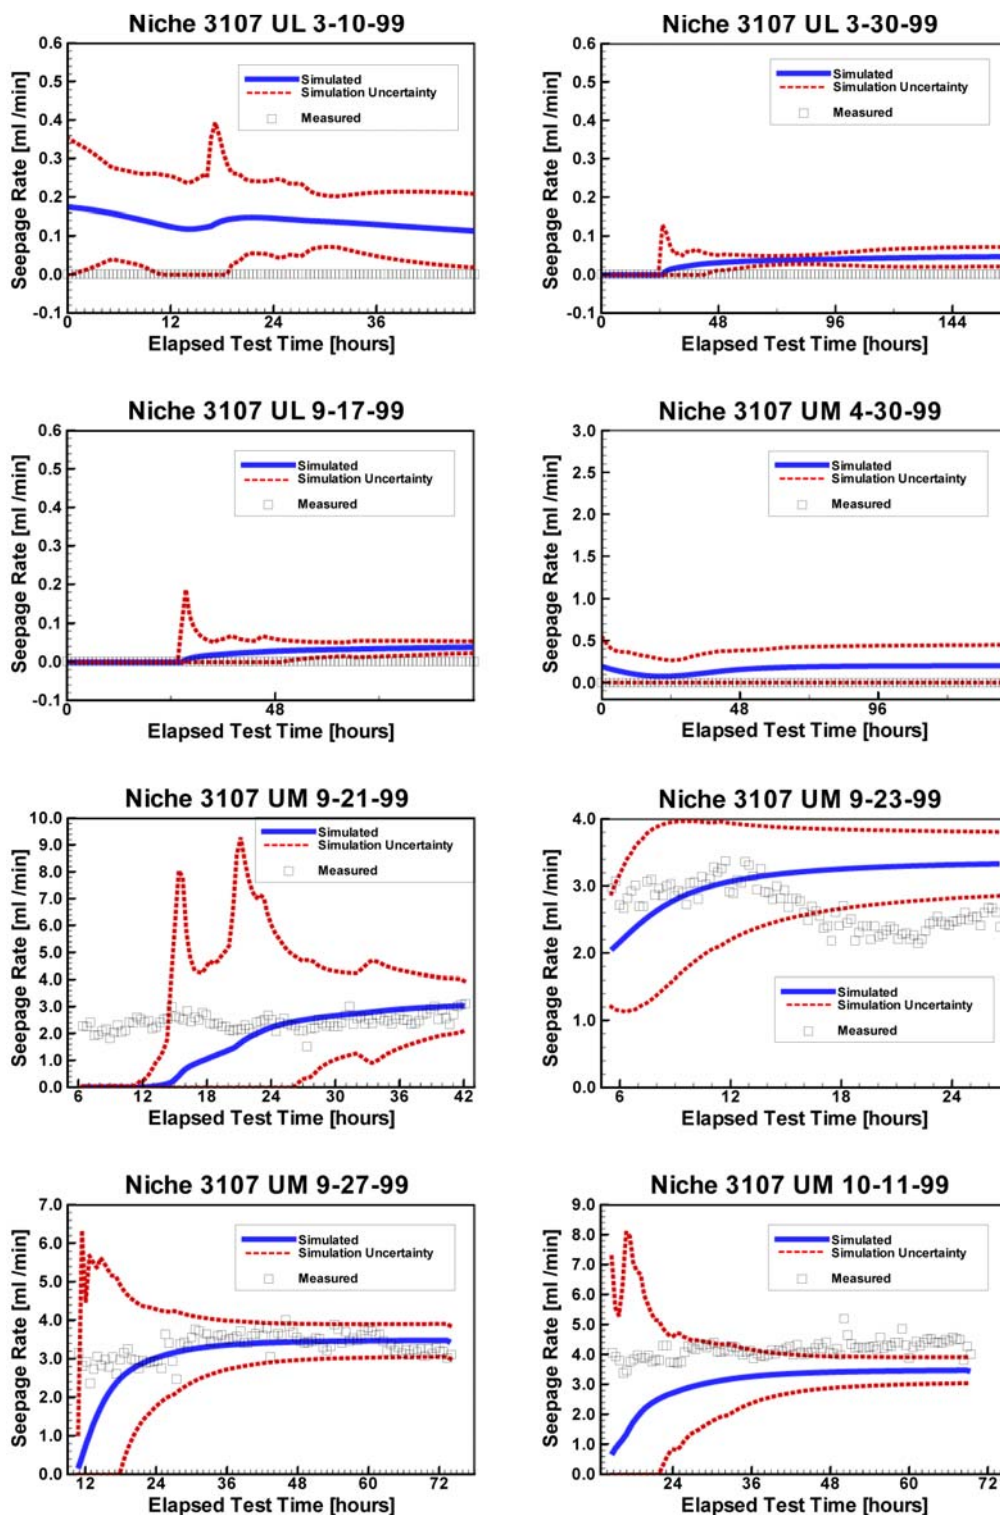 Niche 3107 UL 3-10-99
0.6
0.5
0.4
0.3
0.2
0.1
0.0
-0.1
Seepage Rate [ml /min]
Simulated
Simulation Uncertainty
Measured
0 12 24 36
Elapsed Test Time [hours]
Niche 3107 UL 3-30-99
0.6
0.5
0.4
0.3
0.2
0.1
0.0
-0.1
Seepage Rate [ml /min]
Simulated
Simulation Uncertainty
Measured
0 48 96 144
Elapsed Test Time [hours]
Niche 3107 UL 9-17-99
0.6
0.5
0.4
0.3
0.2
0.1
0.0
-0.1
Seepage Rate [ml /min]
Simulated
Simulation Uncertainty
Measured
0 48
Elapsed Test Time [hours]
Niche 3107 UM 4-30-99
3.0
2.5
2.0
1.5
1.0
0.5
0.0
Seepage Rate [ml /min]
Simulated
Simulation Uncertainty
Measured
0 48 96
Elapsed Test Time [hours]
Niche 3107 UM 9-21-99
10.0
9.0
8.0
7.0
6.0
5.0
4.0
3.0
2.0
1.0
0.0
Seepage Rate [ml /min]
Simulated
Simulation Uncertainty
Measured
6 12 18 24 30 36 42
Elapsed Test Time [hours]
Niche 3107 UM 9-23-99
4.0
3.0
2.0
1.0
0.0
Seepage Rate [ml /min]
Simulated
Simulation Uncertainty
Measured
6 12 18 24
Elapsed Test Time [hours]
Niche 3107 UM 9-27-99
7.0
6.0
5.0
4.0
3.0
2.0
1.0
0.0
Seepage Rate [ml /min]
Simulated
Simulation Uncertainty
Measured
12 24 36 48 60 72
Elapsed Test Time [hours]
Niche 3107 UM 10-11-99
9.0
8.0
7.0
6.0
5.0
4.0
3.0
2.0
1.0
0.0
Seepage Rate [ml /min]
Simulated
Simulation Uncertainty
Measured
24 36 48 60 72
Elapsed Test Time [hours]